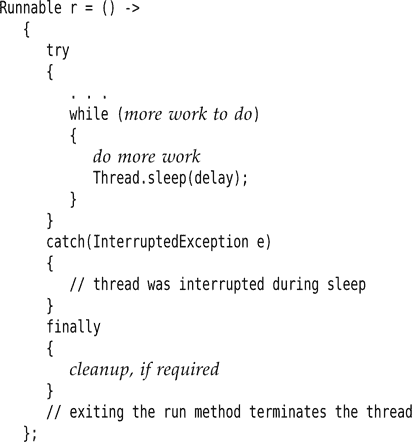 Runnable r = () ->
{
try
{
. . .
while (more work to do)
{
do more work
Thread.sleep(delay);
}
}
catch(InterruptedException e)
{
// thread was interrupted during sleep
}
finally
{
cleanup, if required
}
// exiting the run method terminates the thread
};